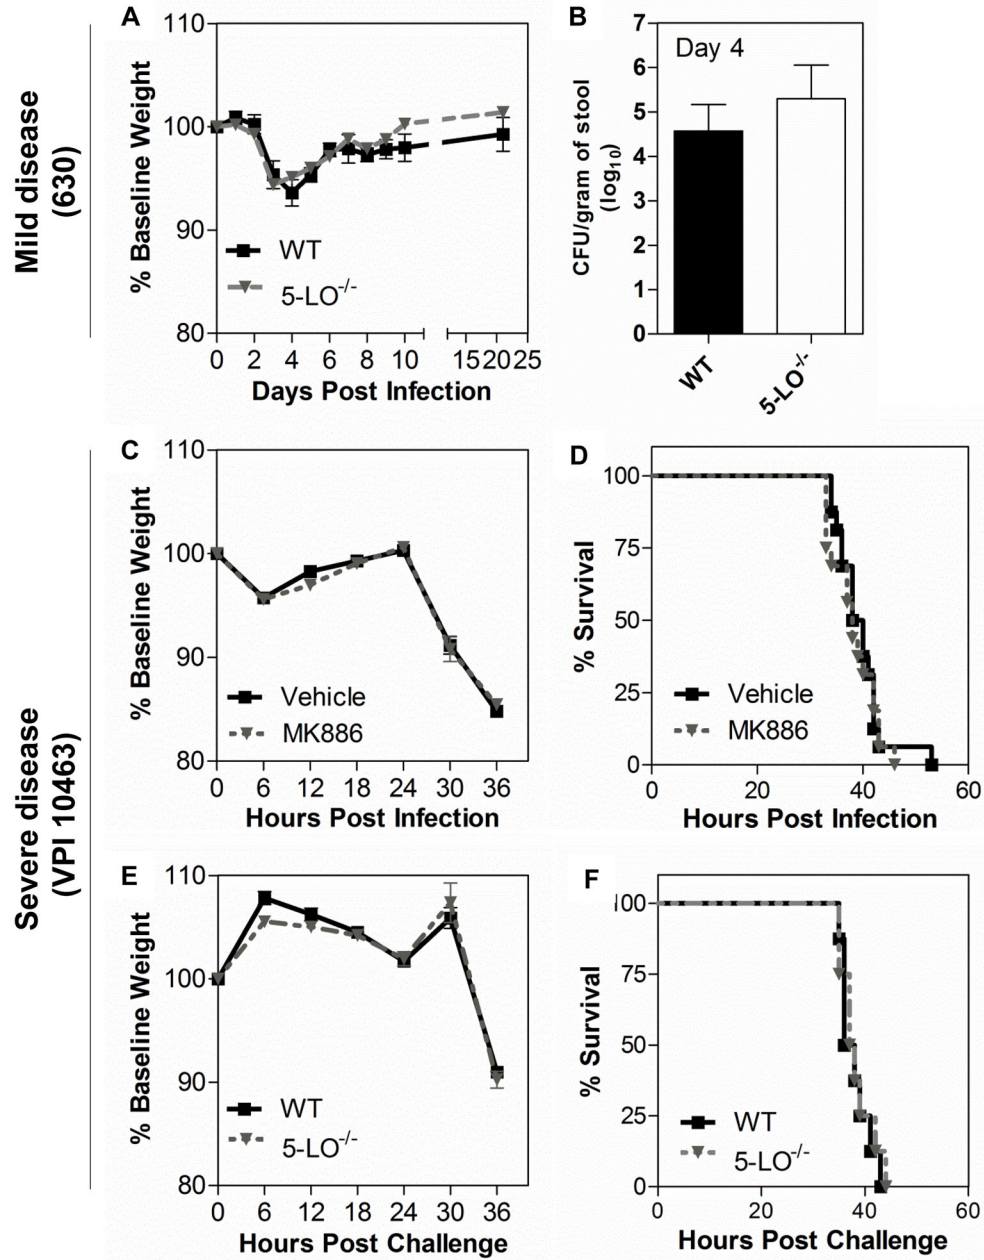 Mild disease
(630)
A
110
100
90
80
% Baseline Weight
WT
5-LO-/-
0 2 4 6 8 10 15 20 25
Days Post Infection
B
7
6
5
4
3
2
1
0
CFU/gram of stool
(log10)
Day 4
WT
5-LO-/-
Severe disease
(VPI 10463)
C
110
100
90
80
% Baseline Weight
Vehicle
MK886
0 6 12 18 24 30 36
Hours Post Infection
D
100
75
50
25
0
% Survival
Vehicle
MK886
0 20 40 60
Hours Post Infection
E
110
100
90
80
% Baseline Weight
WT
5-LO-/-
0 6 12 18 24 30 36
Hours Post Challenge
F
100
75
50
25
0
% Survival
WT
5-LO-/-
0 20 40 60
Hours Post Challenge